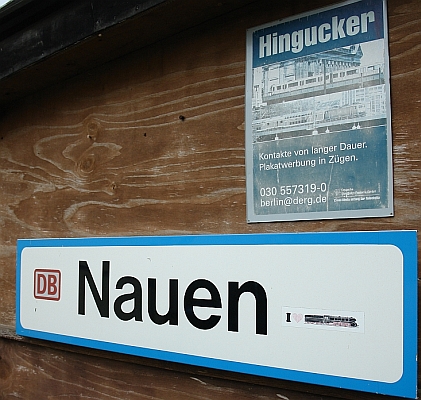 Hingucker
Kontakte von langer Dauer.
Plakatwerbung in Zügen.
030 557319-0
berlin@derg.de
DB
Nauen
I